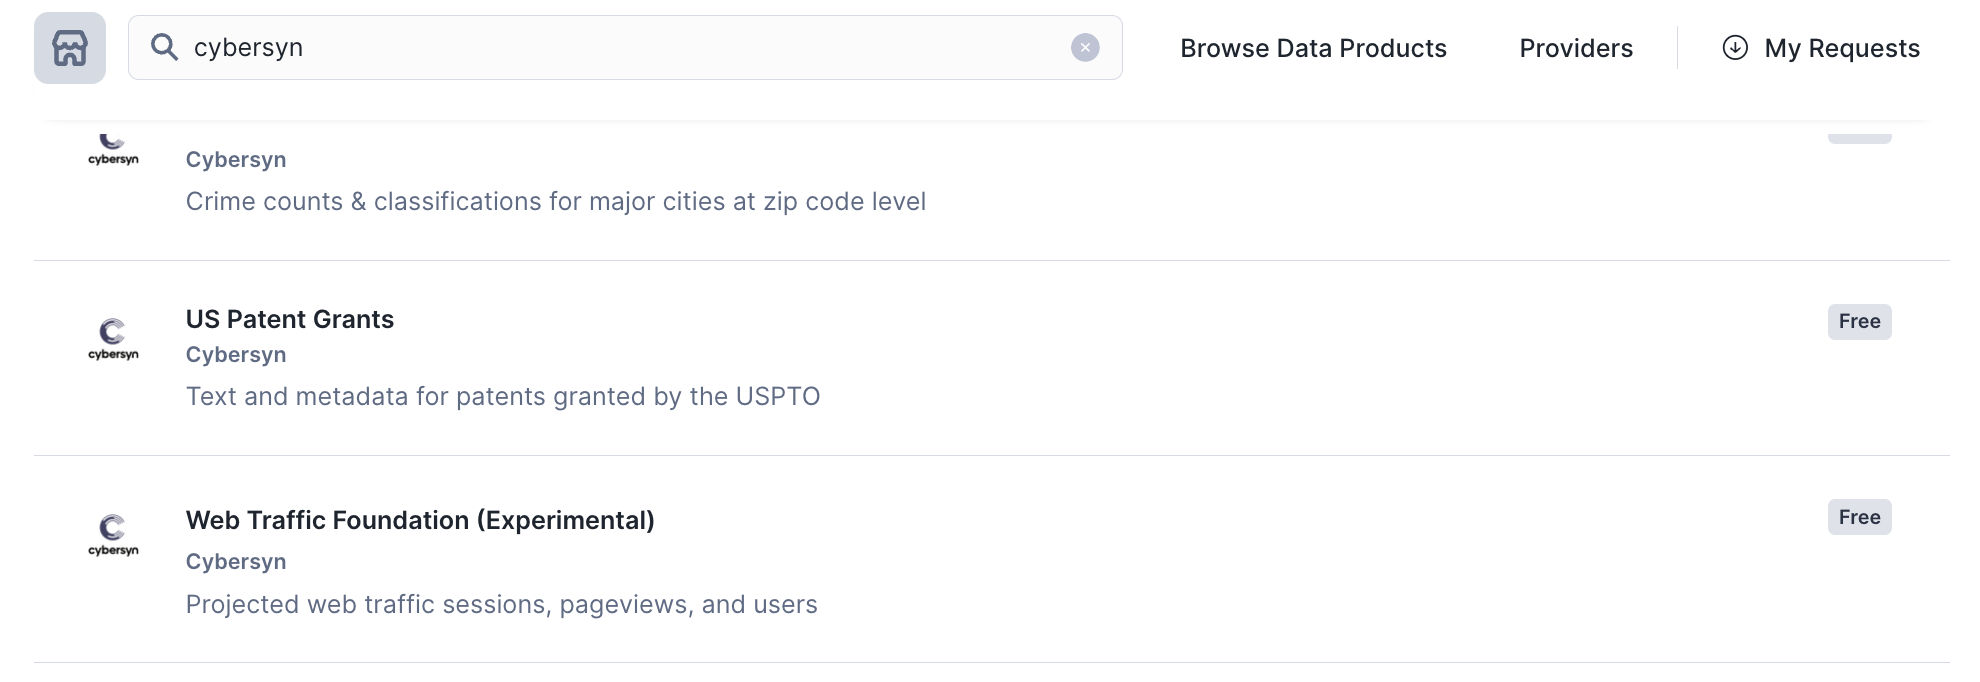 cybersyn
Browse Data Products
Providers
My Requests
cybersyn
Cybersyn
Crime counts & classifications for major cities at zip code level
US Patent Grants
Free
cybersyn
Cybersyn
Text and metadata for patents granted by the USPTO
Web Traffic Foundation (Experimental)
Free
cybersyn
Cybersyn
Projected web traffic sessions, pageviews, and users